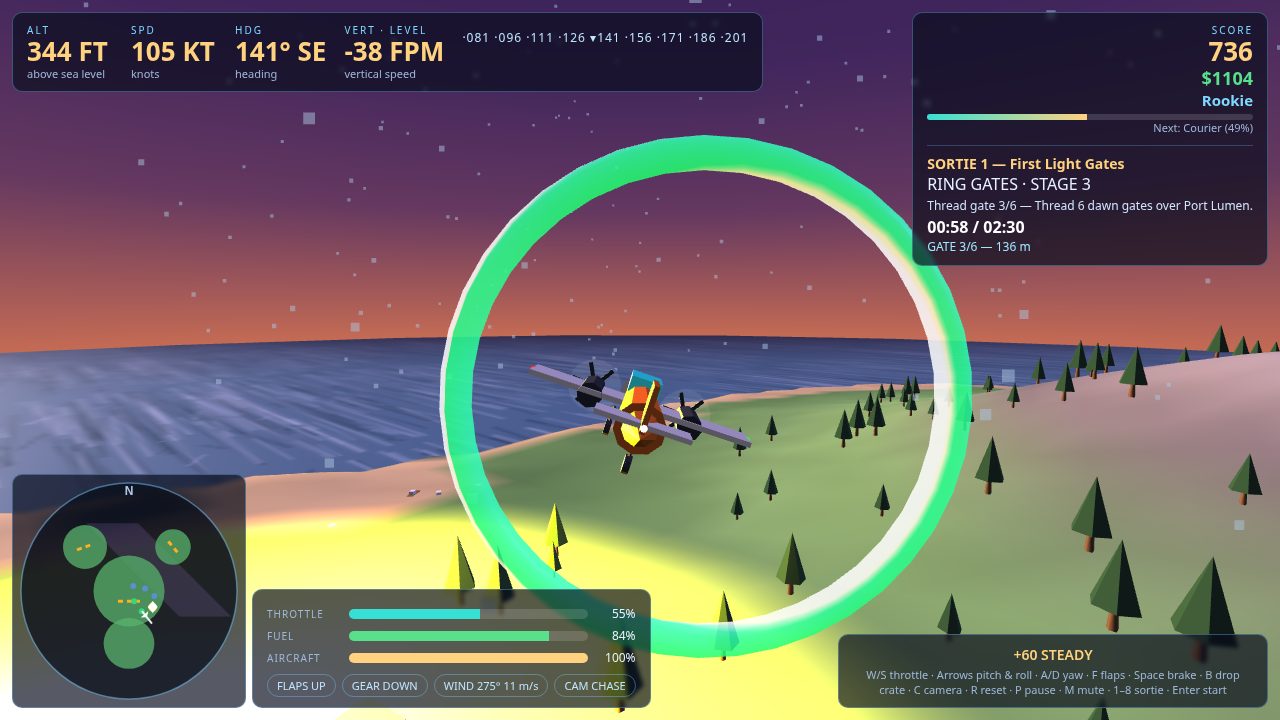 ALT
344 FT
above sea level
SPD
105 KT
knots
HDG
141° SE
heading
VERT · LEVEL
-38 FPM
vertical speed
·081 ·096 ·111 ·126 ▾141 ·156 ·171 ·186 ·201
SCORE
736
$1104
Rookie
Next: Courier (49%)
SORTIE 1 — First Light Gates
RING GATES · STAGE 3
Thread gate 3/6 — Thread 6 dawn gates over Port Lumen.
00:58 / 02:30
GATE 3/6 — 136 m
N
THROTTLE 55%
FUEL 84%
AIRCRAFT 100%
FLAPS UP GEAR DOWN WIND 275° 11 m/s CAM CHASE
+60 STEADY
W/S throttle · Arrows pitch & roll · A/D yaw · F flaps · Space brake · B drop
crate · C camera · R reset · P pause · M mute · 1–8 sortie · Enter start